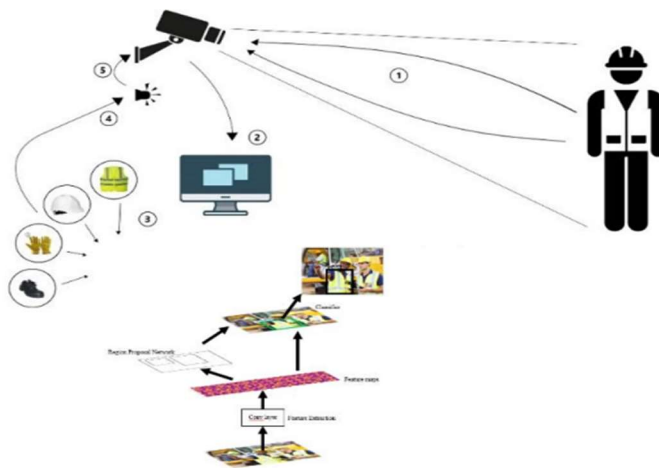 1
5
4
2
3
Classifier
Region Proposal Network
Feature maps
Conv layer
Feature Extraction